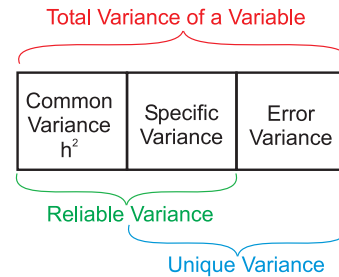 Total Variance of a Variable
Common
Variance
h²
Specific
Variance
Error
Variance
Reliable Variance
Unique Variance